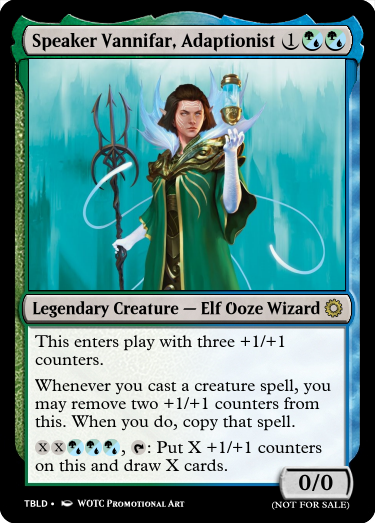 Speaker Vannifar, Adaptionist 1
Legendary Creature — Elf Ooze Wizard
This enters play with three +1/+1
counters.
Whenever you cast a creature spell, you
may remove two +1/+1 counters from
this. When you do, copy that spell.
X X , : Put X +1/+1 counters
on this and draw X cards.
0/0
TBLD • WOTC Promotional Art
(NOT FOR SALE)